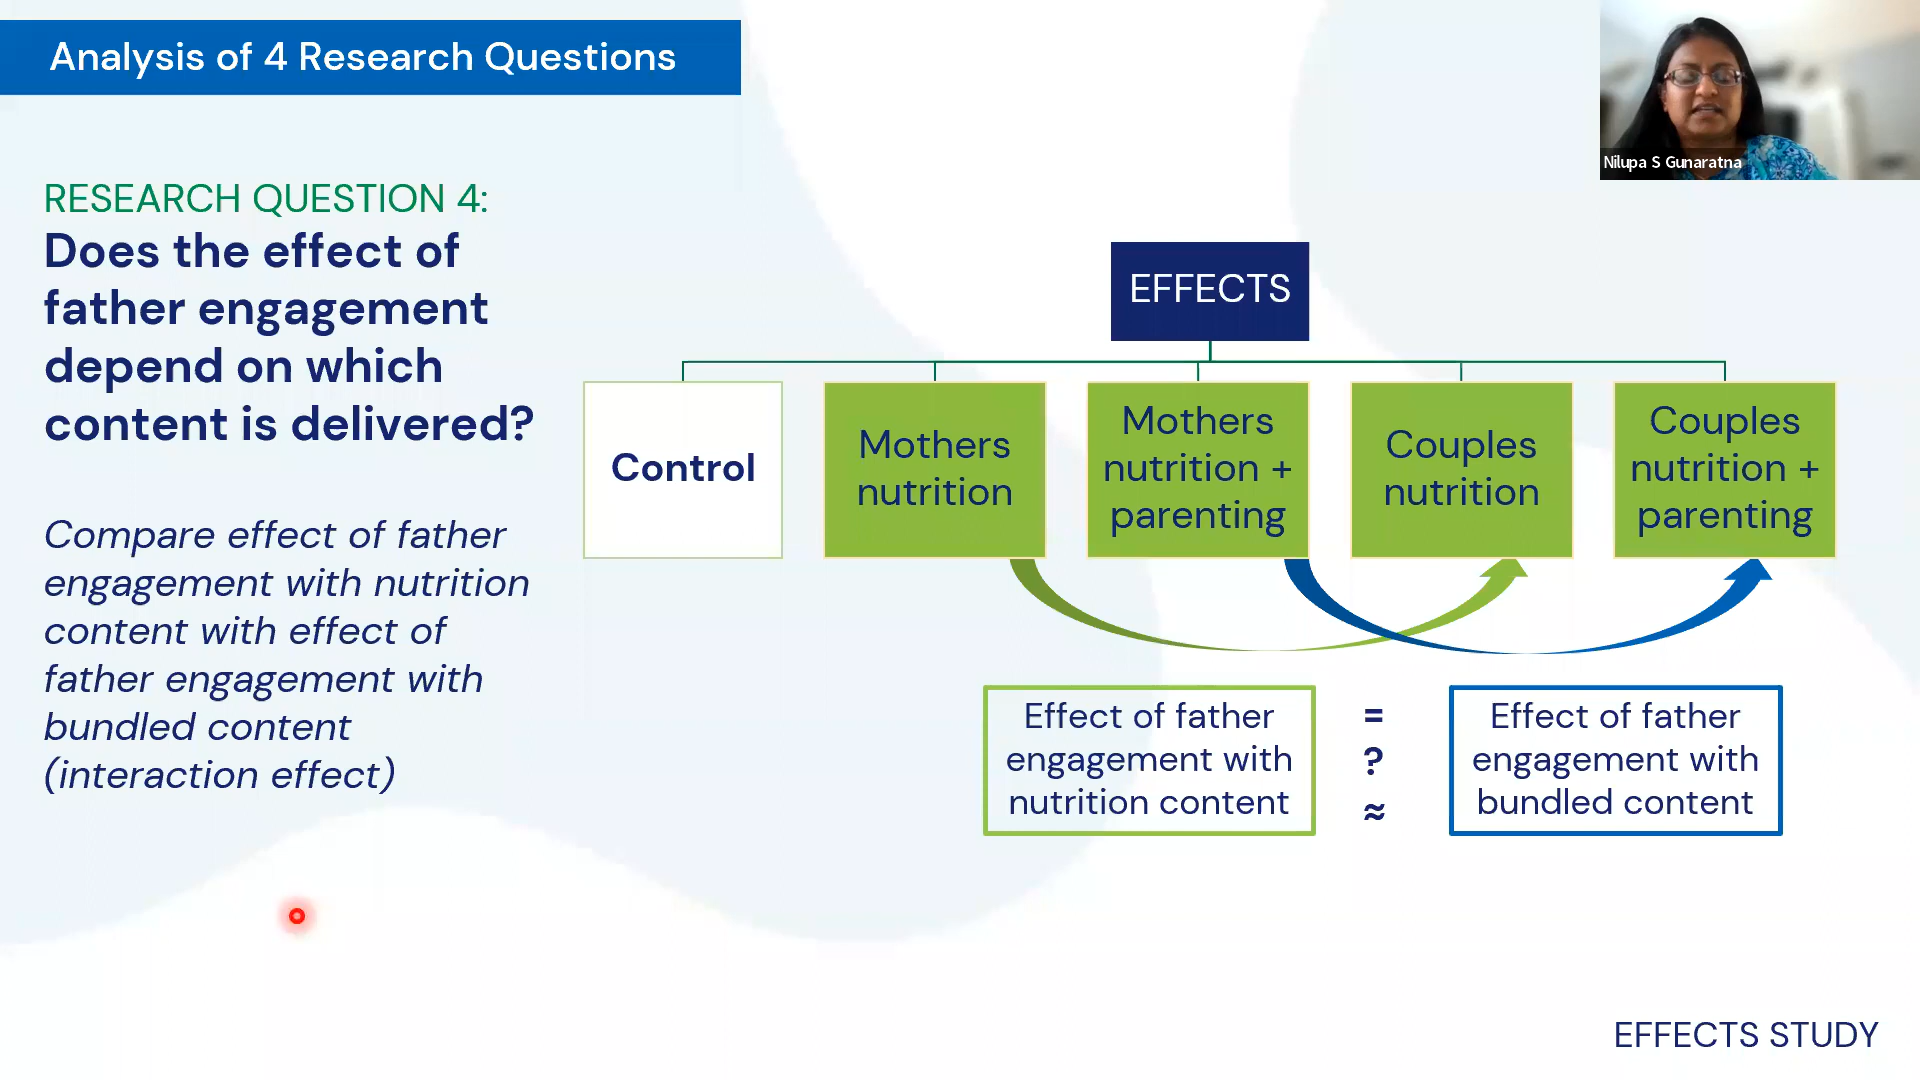 Analysis of 4 Research Questions
Nilupa S Gunaratna
RESEARCH QUESTION 4:
Does the effect of
father engagement
depend on which
content is delivered?
Compare effect of father
engagement with nutrition
content with effect of
father engagement with
bundled content
(interaction effect)
EFFECTS
Control
Mothers
nutrition
Mothers
nutrition +
parenting
Couples
nutrition
Couples
nutrition +
parenting
Effect of father
engagement with
nutrition content
=
?
≈
Effect of father
engagement with
bundled content
EFFECTS STUDY